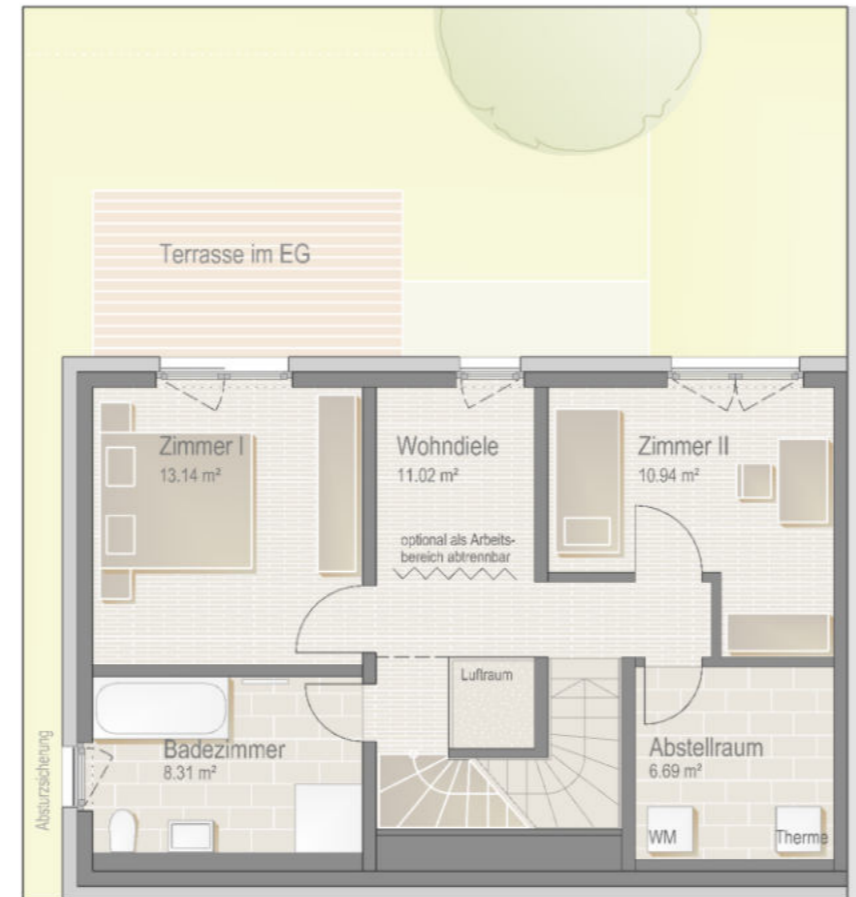 Terrasse im EG
Zimmer I
13.14 m²
Wohndiele
11.02 m²
optional als Arbeits-
bereich abtrennbar
Zimmer II
10.94 m²
Luftraum
Badezimmer
8.31 m²
Abstellraum
6.69 m²
WM
Therme
Absturzsicherung